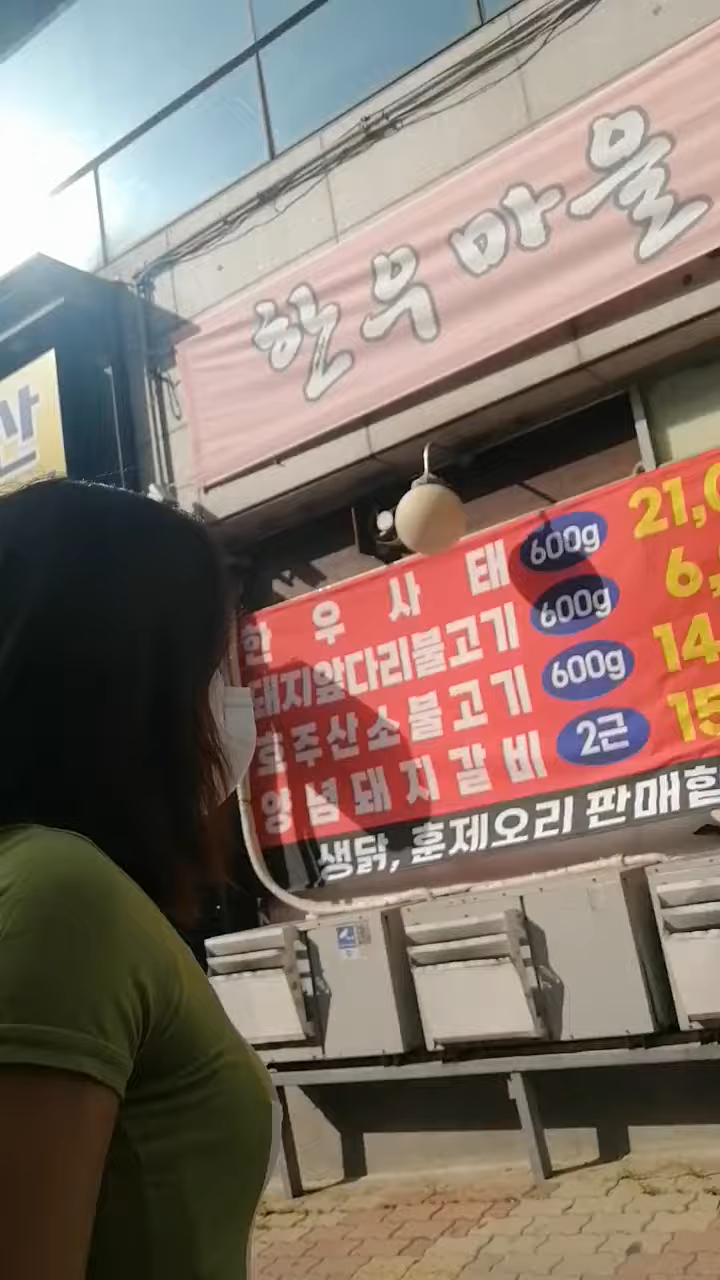 한우마을
산
한우사태 600g 21,0
돼지앞다리불고기 600g 6,
호주산소불고기 600g 14
양념돼지갈비 2근 15
생닭, 훈제오리 판매함